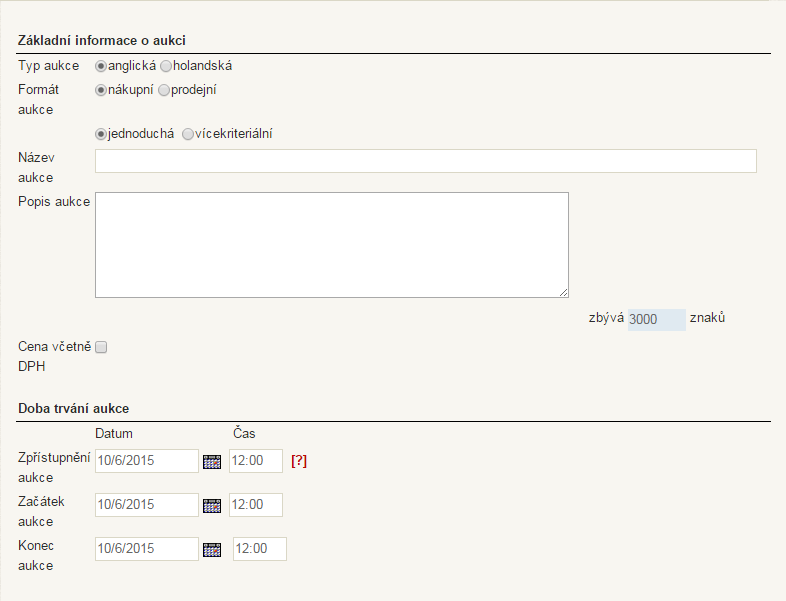 Základní informace o aukci
Typ aukce anglická holandská
Formát aukce nákupní prodejní
jednoduchá vícekriteriální
Název aukce
Popis aukce
zbývá 3000 znaků
Cena včetně DPH
Doba trvání aukce
Datum Čas
Zpřístupnění aukce 10/6/2015 12:00 [?]
Začátek aukce 10/6/2015 12:00
Konec aukce 10/6/2015 12:00